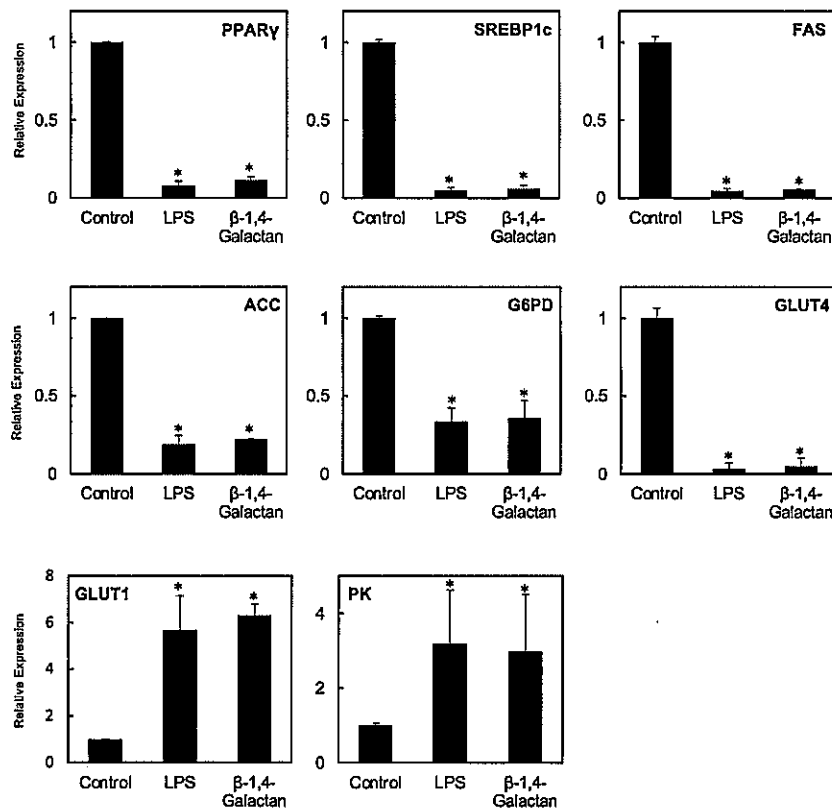 PPARγ
Relative Expression
1
0.5
0
*
*
Control
LPS
β-1,4-
Galactan
SREBP1c
1
0.5
0
*
*
Control
LPS
β-1,4-
Galactan
FAS
1
0.5
0
*
*
Control
LPS
β-1,4-
Galactan
ACC
Relative Expression
1
0.5
0
*
*
Control
LPS
β-1,4-
Galactan
G6PD
1
0.5
0
*
*
Control
LPS
β-1,4-
Galactan
GLUT4
1
0.5
0
*
*
Control
LPS
β-1,4-
Galactan
GLUT1
Relative Expression
8
6
4
2
0
*
*
Control
LPS
β-1,4-
Galactan
PK
4
2
0
*
*
Control
LPS
β-1,4-
Galactan